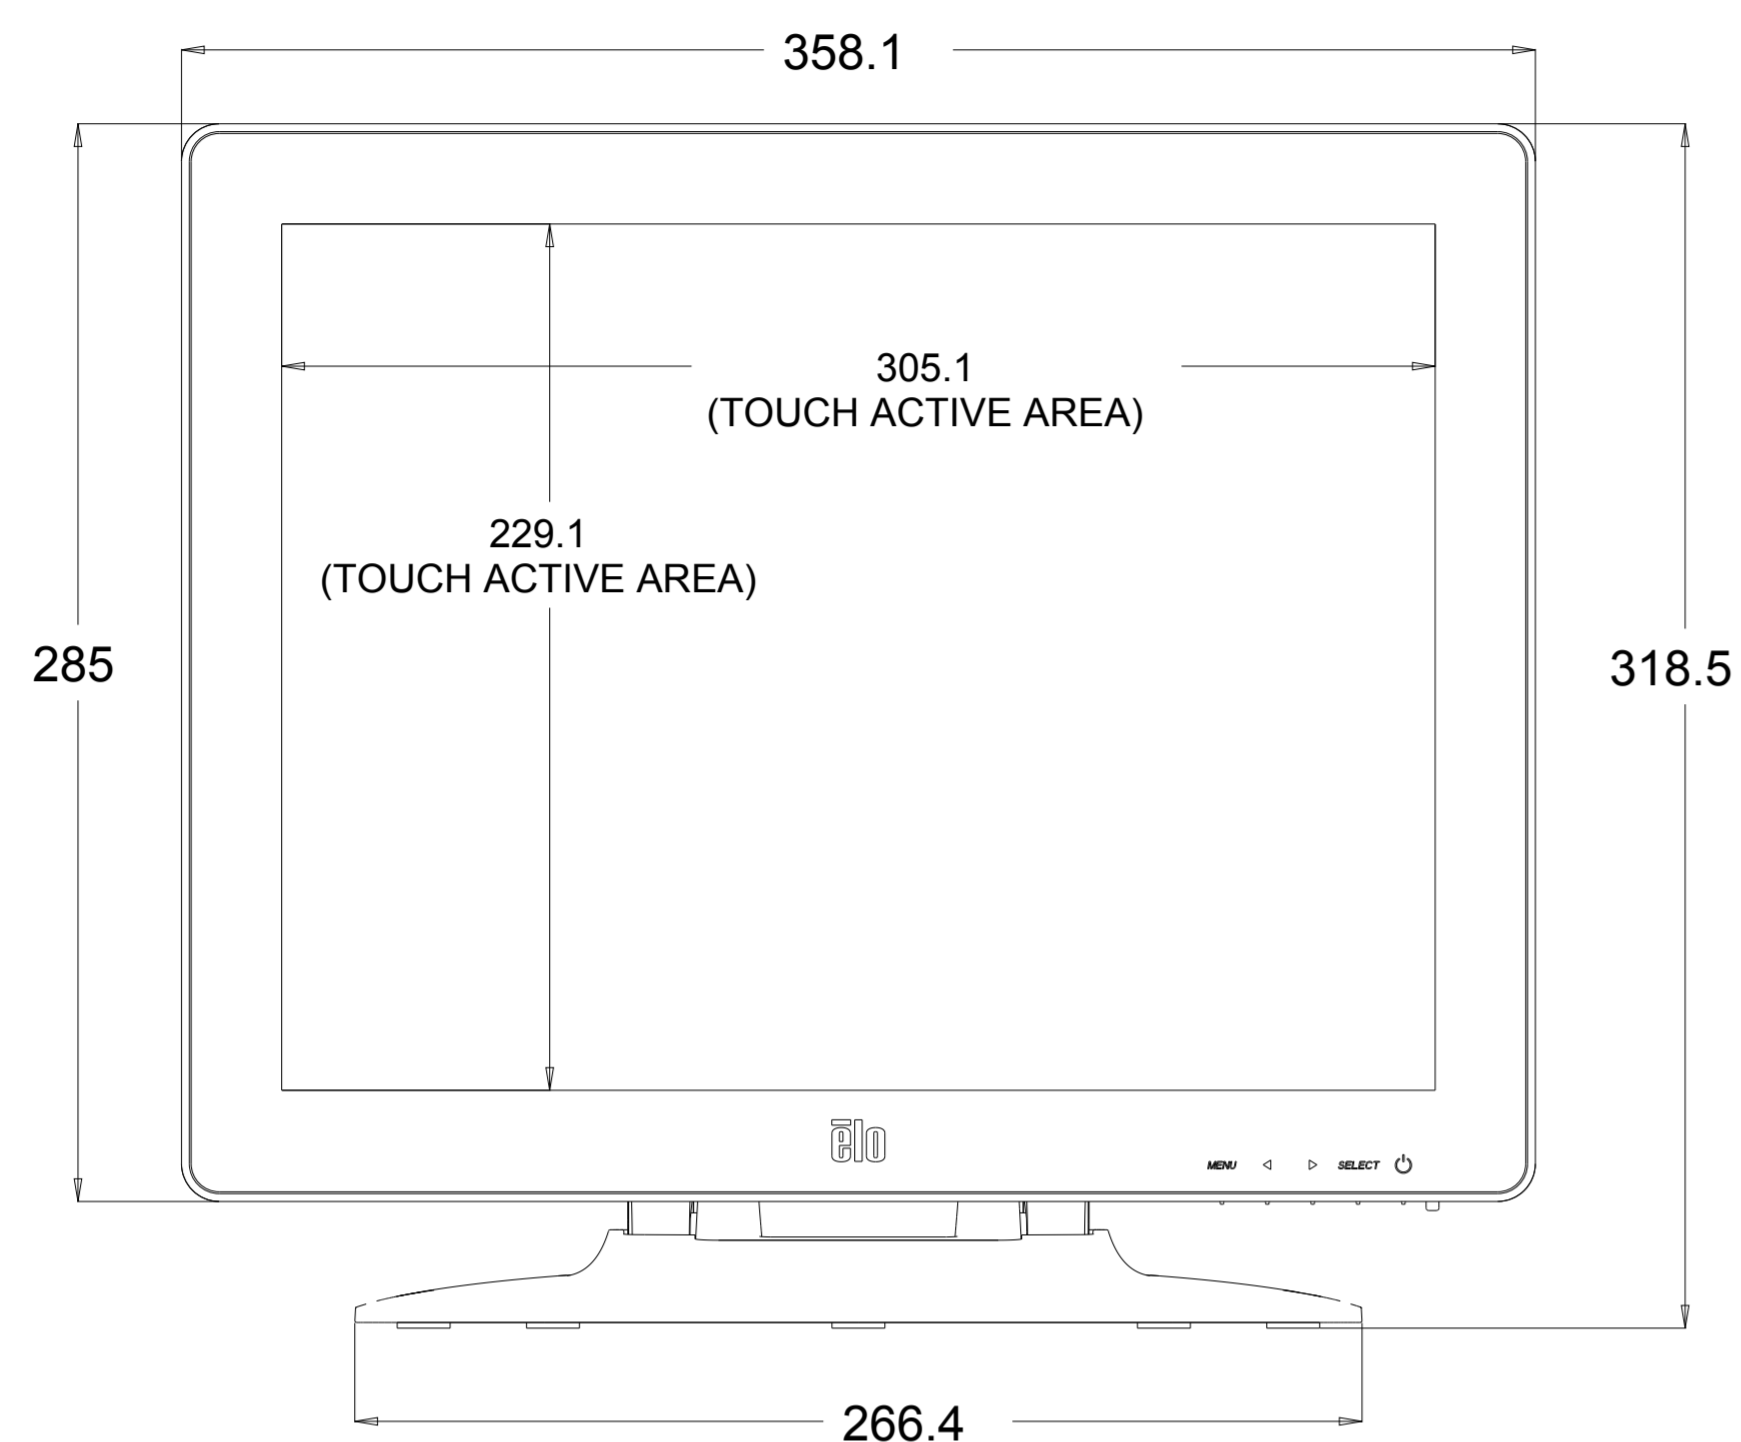 358.1
305.1
(TOUCH ACTIVE AREA)
229.1
(TOUCH ACTIVE AREA)
285
318.5
ēlo
MENU
SELECT
266.4